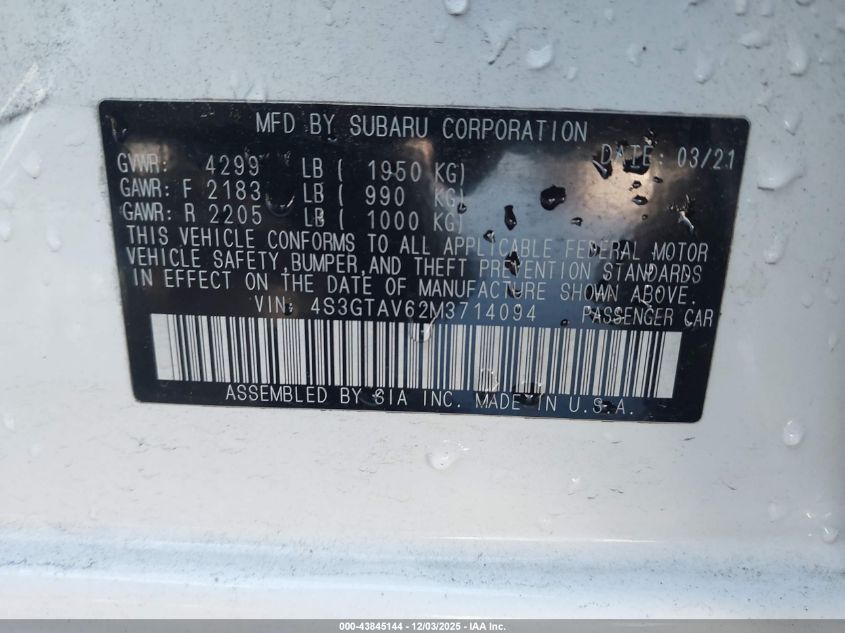 MFD BY SUBARU CORPORATION
GVWR: 4299 LB ( 1950 KG) DATE: 03/21
GAWR: F 2183 LB ( 990 KG)
GAWR: R 2205 LB ( 1000 KG)
THIS VEHICLE CONFORMS TO ALL APPLICABLE FEDERAL MOTOR
VEHICLE SAFETY, BUMPER, AND THEFT PREVENTION STANDARDS
IN EFFECT ON THE DATE OF MANUFACTURE SHOWN ABOVE.
VIN: 4S3GTAV62M3714094 PASSENGER CAR
ASSEMBLED BY SIA INC. MADE IN U.S.A.
000-43845144 - 12/03/2025 - IAA Inc.